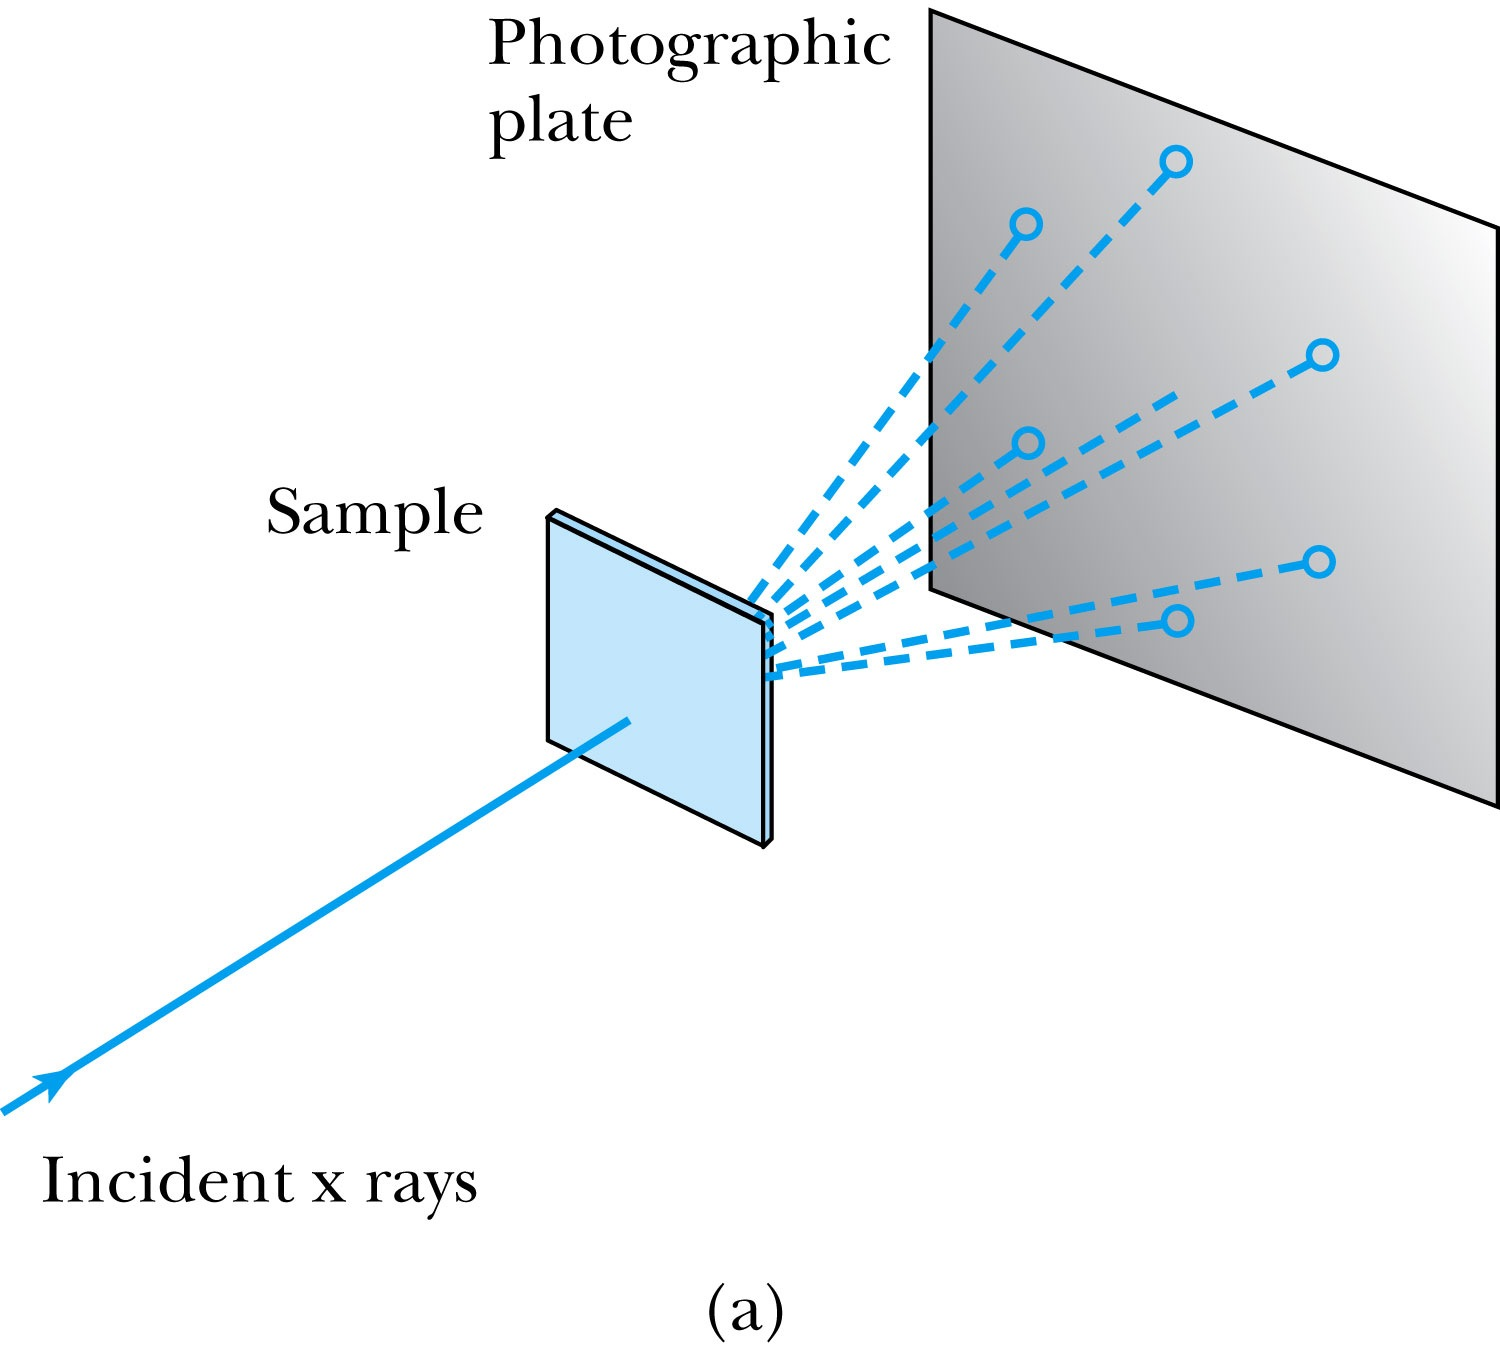 Photographic
plate
Sample
Incident x rays
(a)